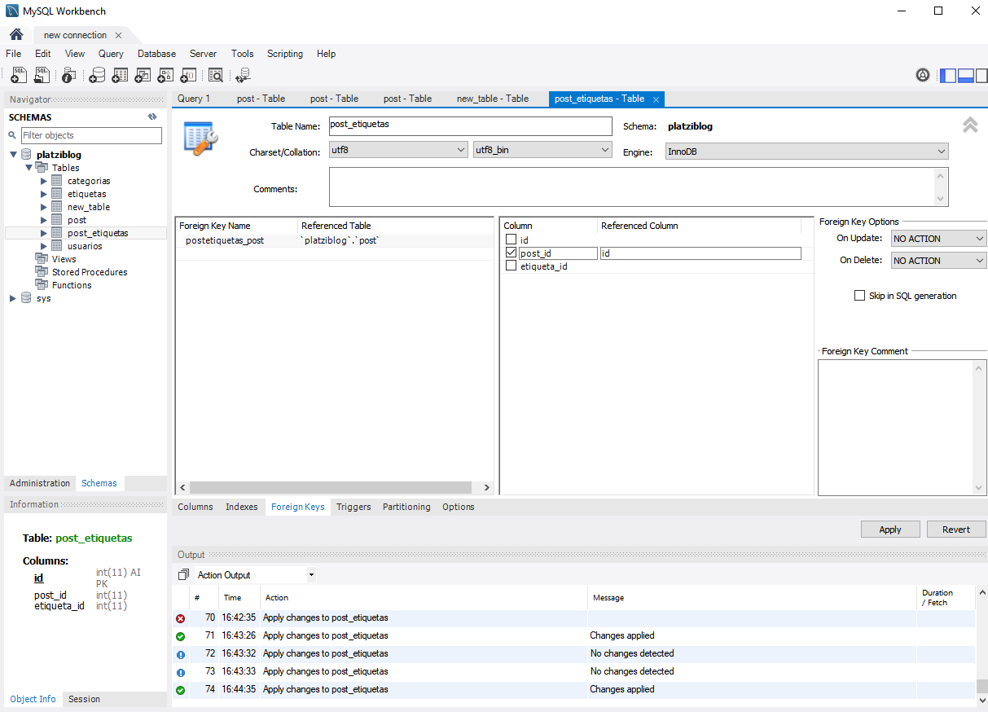 MySQL Workbench
new connection
File Edit View Query Database Server Tools Scripting Help
Navigator
SCHEMAS
Filter objects
platziblog
Tables
categorias
etiquetas
new_table
post
post_etiquetas
usuarios
Views
Stored Procedures
Functions
sys
Administration Schemas
Information
Table: post_etiquetas
Columns:
id int(11) AI
PK
post_id int(11)
etiqueta_id int(11)
Object Info Session
Query 1 post - Table post - Table post - Table new_table - Table post_etiquetas - Table
Table Name: post_etiquetas Schema: platziblog
Charset/Collation: utf8 utf8_bin Engine: InnoDB
Comments:
Foreign Key Name Referenced Table
postetiquetas_post `platziblog`.`post`
Column Referenced Column
id
post_id id
etiqueta_id
Foreign Key Options
On Update: NO ACTION
On Delete: NO ACTION
Skip in SQL generation
Foreign Key Comment
Columns Indexes Foreign Keys Triggers Partitioning Options
Apply Revert
Output
Action Output
# Time Action Message Duration
/ Fetch
70 16:42:35 Apply changes to post_etiquetas
71 16:43:26 Apply changes to post_etiquetas Changes applied
72 16:43:32 Apply changes to post_etiquetas No changes detected
73 16:43:33 Apply changes to post_etiquetas No changes detected
74 16:44:35 Apply changes to post_etiquetas Changes applied